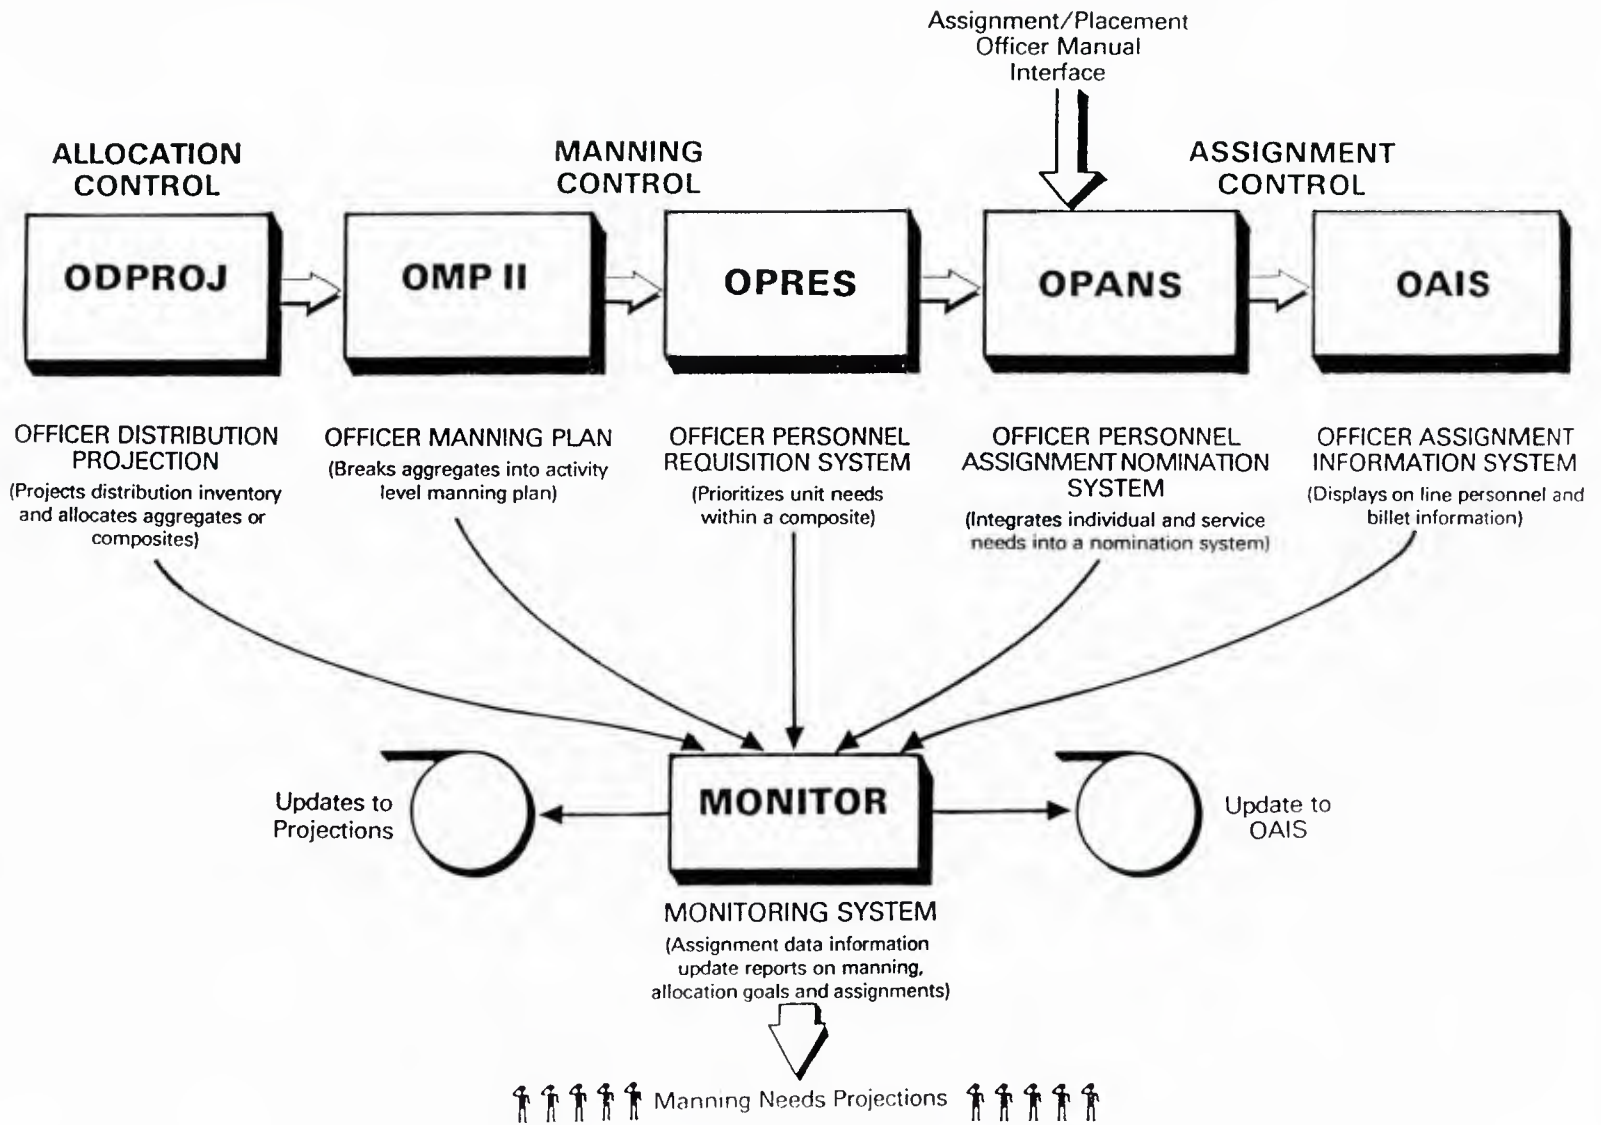 Assignment/Placement
Officer Manual
Interface
ALLOCATION
CONTROL
MANNING
CONTROL
ASSIGNMENT
CONTROL
ODPROJ
OMP II
OPRES
OPANS
OAIS
OFFICER DISTRIBUTION
PROJECTION
(Projects distribution inventory
and allocates aggregates or
composites)
OFFICER MANNING PLAN
(Breaks aggregates into activity
level manning plan)
OFFICER PERSONNEL
REQUISITION SYSTEM
(Prioritizes unit needs
within a composite)
OFFICER PERSONNEL
ASSIGNMENT NOMINATION
SYSTEM
(Integrates individual and service
needs into a nomination system)
OFFICER ASSIGNMENT
INFORMATION SYSTEM
(Displays on line personnel and
billet information)
Updates to
Projections
MONITOR
Update to
OAIS
MONITORING SYSTEM
(Assignment data information
update reports on manning,
allocation goals and assignments)
Manning Needs Projections